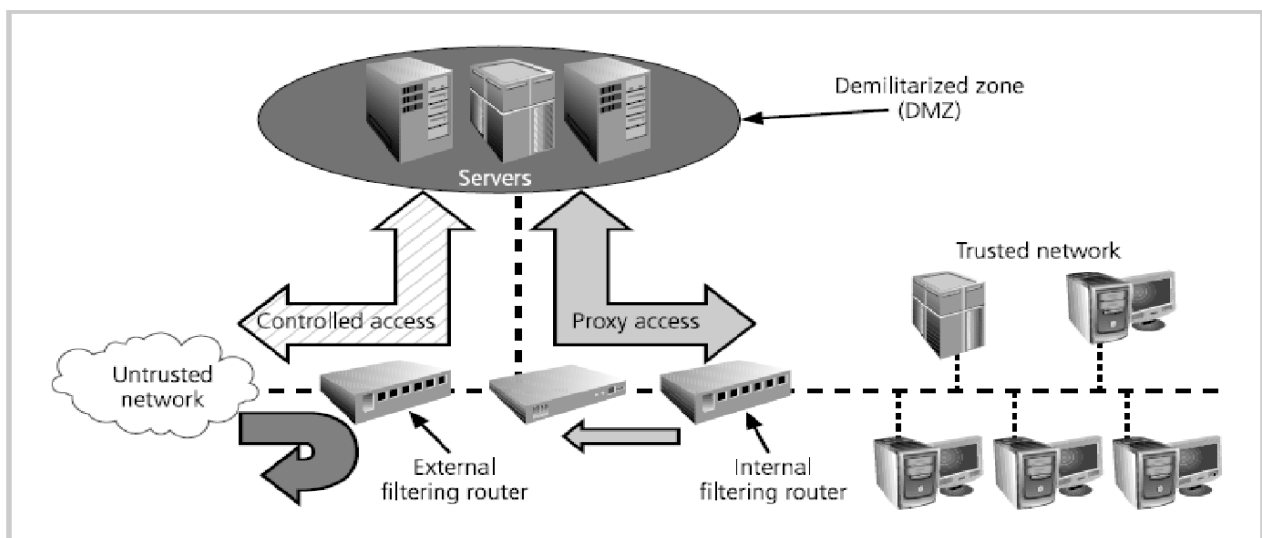 Demilitarized zone
(DMZ)
Servers
Trusted network
Controlled access
Proxy access
Untrusted
network
External
filtering router
Internal
filtering router